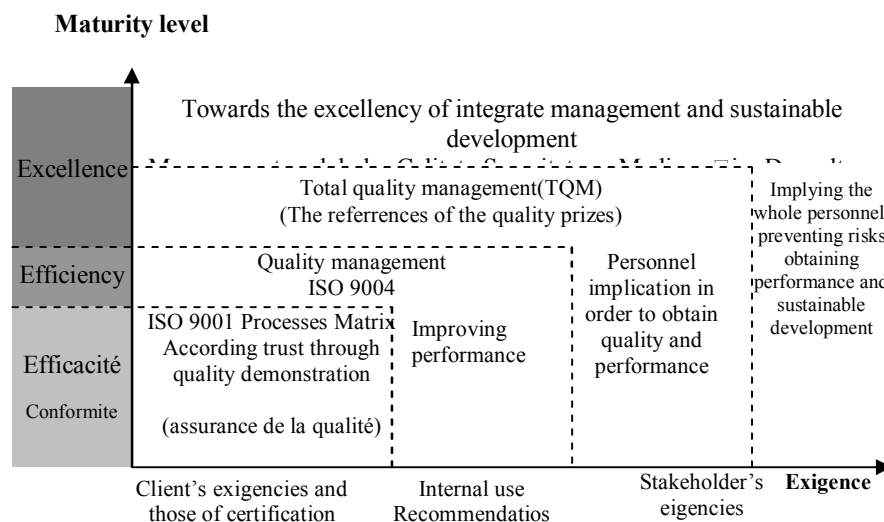 Maturity level
Towards the excellency of integrate management and sustainable
development
Excellence
Total quality management(TQM)
(The referrences of the quality prizes)
Implying the
whole personnel,
preventing risks
obtaining
performance and
sustainable
development
Efficiency
Quality management
ISO 9004
Personnel
implication in
order to obtain
quality and
performance
ISO 9001 Processes Matrix
According trust through
quality demonstration
(assurance de la qualité)
Improving
performance
Efficacité
Conformite
Client’s exigencies and
those of certification
Internal use
Recommendatios
Stakeholder’s
eigencies
Exigence